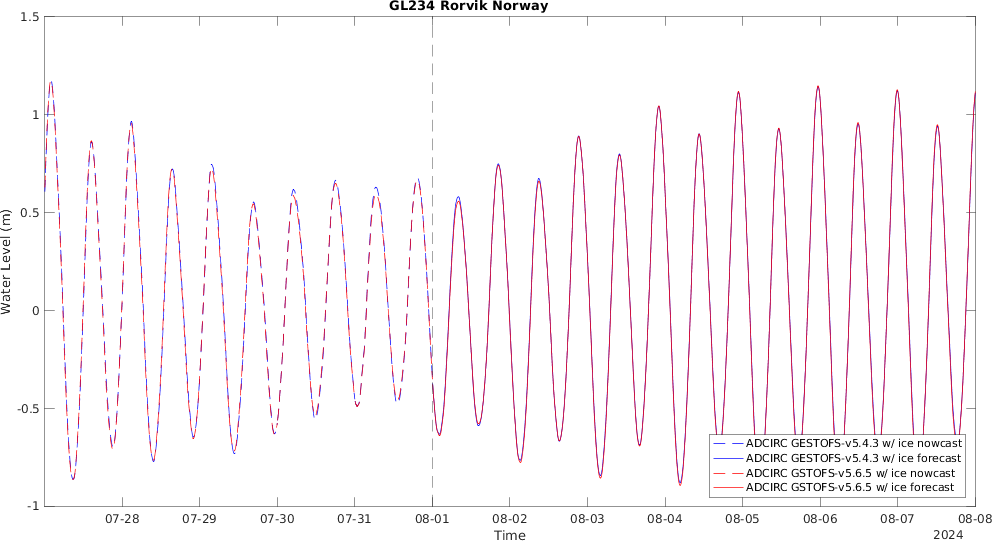 GL234 Rorvik Norway
1.5
1
0.5
0
-0.5
-1
Water Level (m)
07-28 07-29 07-30 07-31 08-01 08-02 08-03 08-04 08-05 08-06 08-07 08-08
Time
2024
ADCIRC GESTOFS-v5.4.3 w/ ice nowcast
ADCIRC GESTOFS-v5.4.3 w/ ice forecast
ADCIRC GSTOFS-v5.6.5 w/ ice nowcast
ADCIRC GSTOFS-v5.6.5 w/ ice forecast